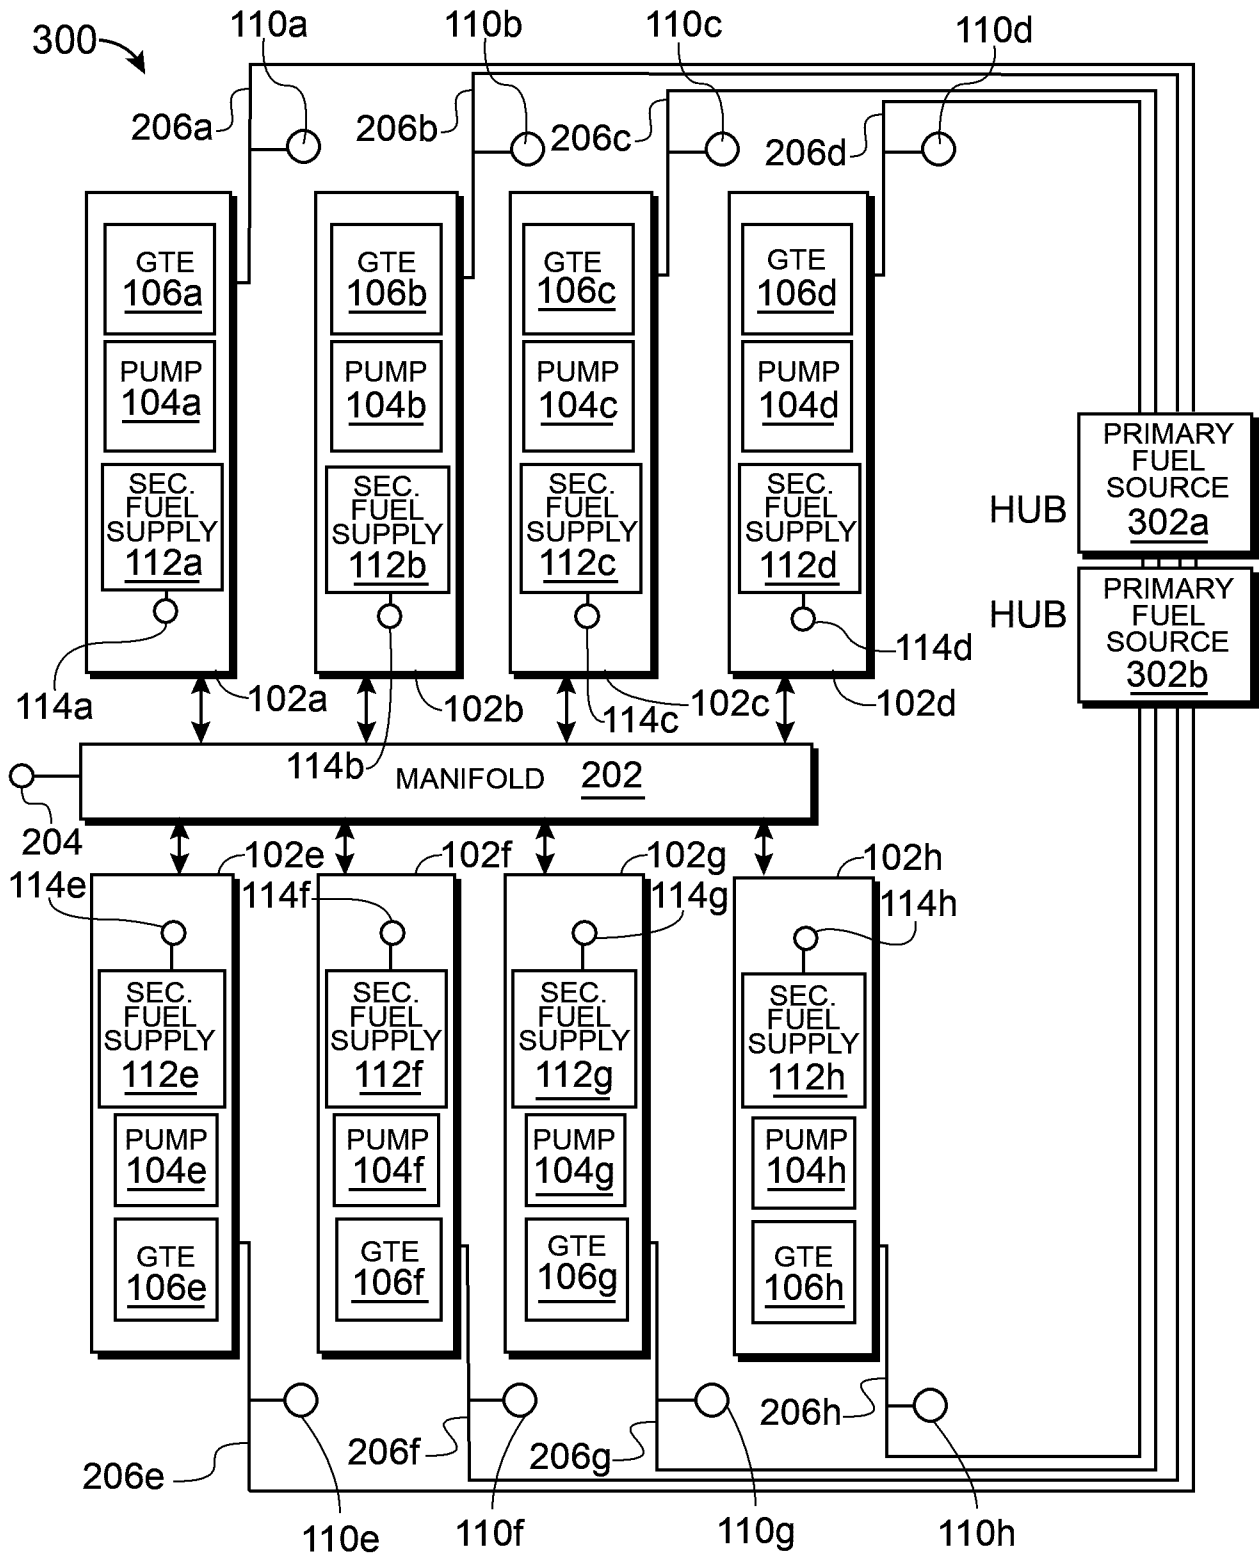 300
110a
110b
110c
110d
206a
206b
206c
206d
GTE
106a
PUMP
104a
SEC.
FUEL
SUPPLY
112a
GTE
106b
PUMP
104b
SEC.
FUEL
SUPPLY
112b
GTE
106c
PUMP
104c
SEC.
FUEL
SUPPLY
112c
GTE
106d
PUMP
104d
SEC.
FUEL
SUPPLY
112d
HUB
PRIMARY
FUEL
SOURCE
302a
HUB
PRIMARY
FUEL
SOURCE
302b
114a
102a
114b
102b
114c
102c
114d
102d
MANIFOLD 202
204
102e
114e
102f
114f
102g
114g
102h
114h
SEC.
FUEL
SUPPLY
112e
PUMP
104e
GTE
106e
SEC.
FUEL
SUPPLY
112f
PUMP
104f
GTE
106f
SEC.
FUEL
SUPPLY
112g
PUMP
104g
GTE
106g
SEC.
FUEL
SUPPLY
112h
PUMP
104h
GTE
106h
206e
206f
206g
206h
110e
110f
110g
110h